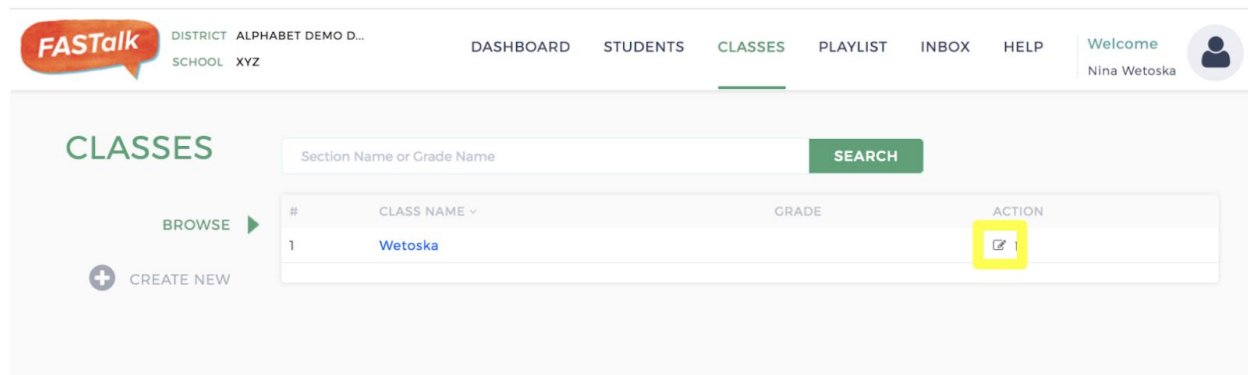 FASTalk
DISTRICT ALPHABET DEMO D...
SCHOOL XYZ
DASHBOARD STUDENTS CLASSES PLAYLIST INBOX HELP
Welcome
Nina Wetoska
CLASSES
Section Name or Grade Name
SEARCH
BROWSE
CREATE NEW
# CLASS NAME GRADE ACTION
1 Wetoska